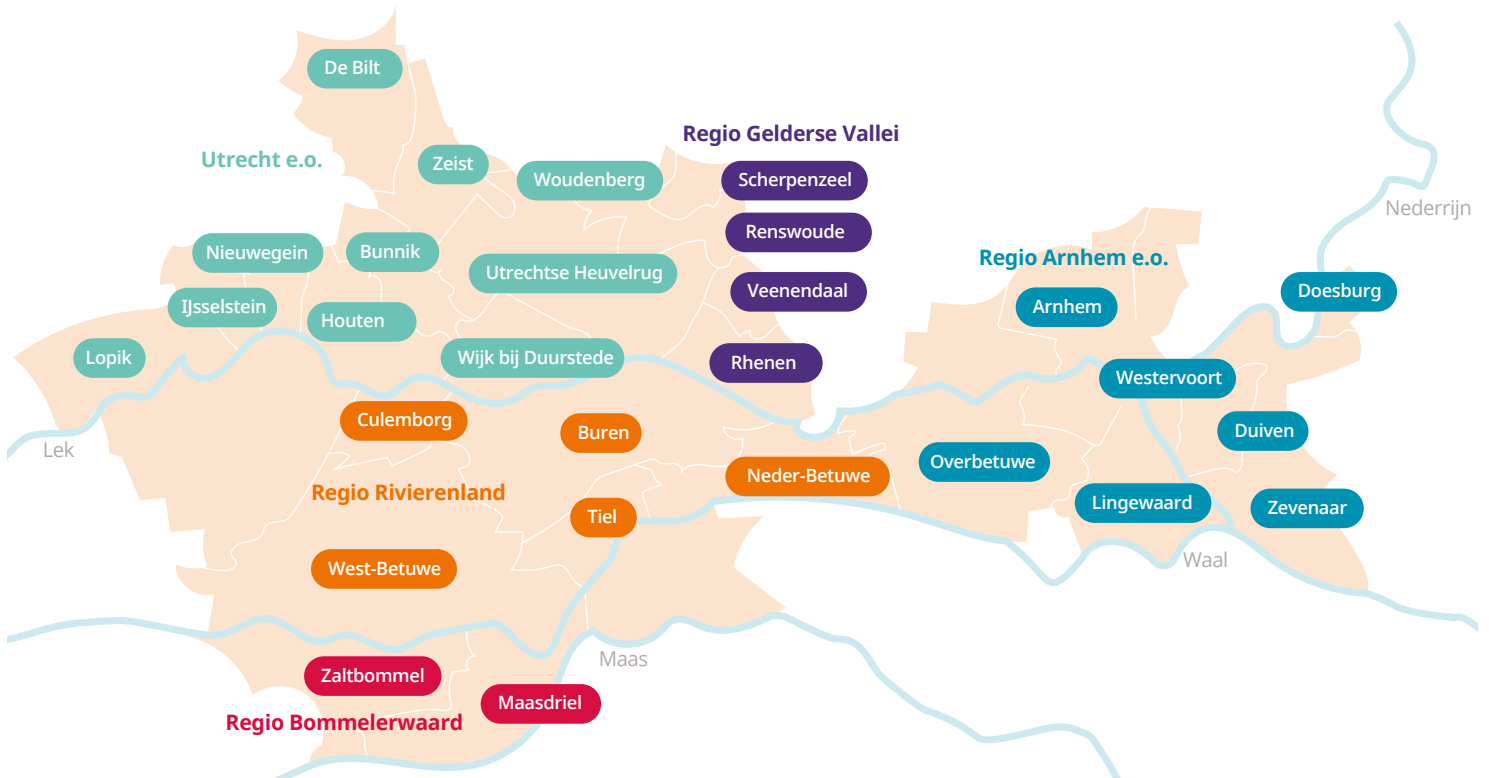 De Bilt
Regio Gelderse Vallei
Utrecht e.o.
Zeist
Woudenberg
Scherpenzeel
Nederrijn
Renswoude
Nieuwegein
Bunnik
Regio Arnhem e.o.
Utrechtse Heuvelrug
Veenendaal
Doesburg
IJsselstein
Arnhem
Houten
Lopik
Wijk bij Duurstede
Rhenen
Westervoort
Culemborg
Buren
Duiven
Lek
Overbetuwe
Neder-Betuwe
Regio Rivierenland
Lingewaard
Zevenaar
Tiel
Waal
West-Betuwe
Maas
Zaltbommel
Maasdriel
Regio Bommelerwaard